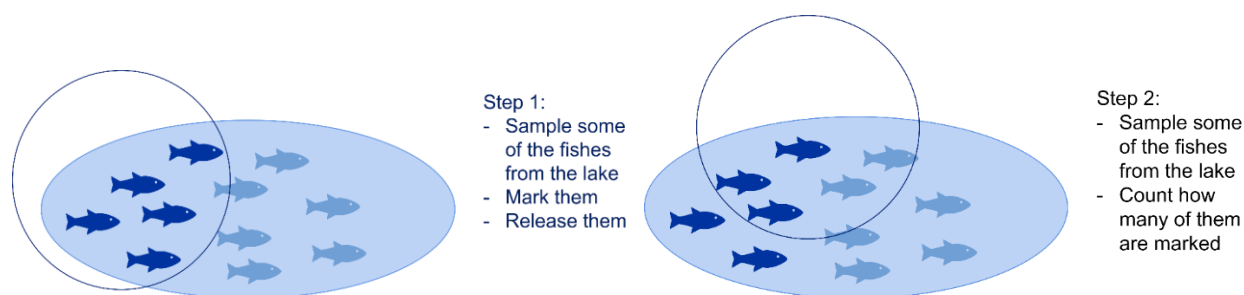 Step 1:
- Sample some
of the fishes
from the lake
- Mark them
- Release them
Step 2:
- Sample some
of the fishes
from the lake
- Count how
many of them
are marked